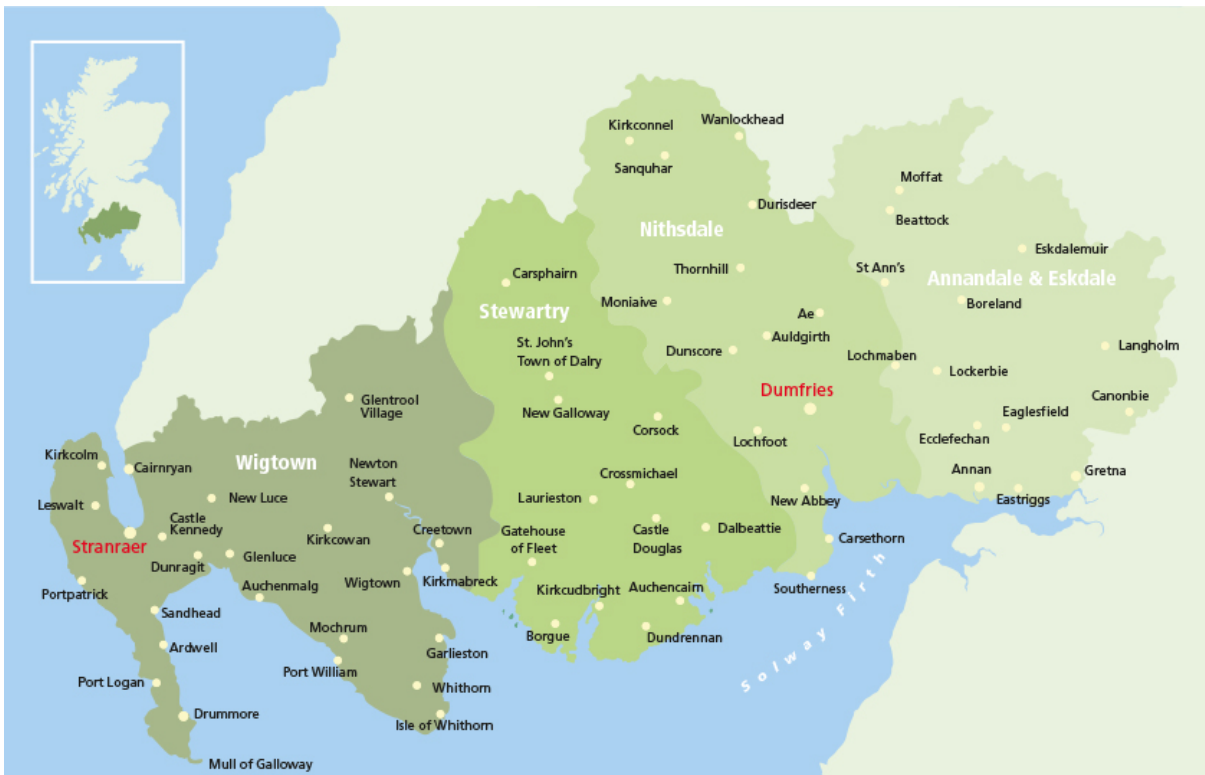 Kirkconnel
Wanlockhead
Sanquhar
Moffat
Durisdeer
Beattock
Nithsdale
Eskdalemuir
Thornhill
St Ann's
Carsphairn
Annandale & Eskdale
Moniaive
Boreland
Stewartry
Ae
St. John's
Town of Dalry
Auldgirth
Dunscore
Lochmaben
Langholm
Lockerbie
Dumfries
Glentrool
Village
Canonbie
New Galloway
Corsock
Eaglesfield
Lochfoot
Ecclefechan
Kirkcolm
Cairnryan
Wigtown
Newton
Stewart
Crossmichael
Annan
Gretna
Leswalt
New Luce
Laurieston
New Abbey
Eastriggs
Castle
Kennedy
Stranraer
Kirkcowan
Creetown
Gatehouse
of Fleet
Castle
Douglas
Dalbeattie
Carsethorn
Dunragit
Glenluce
Wigtown
Kirkmabreck
Auchenmalg
Kirkcudbright
Auchencairn
Southerness
Portpatrick
Sandhead
Mochrum
Borgue
Dundrennan
Solway Firth
Ardwell
Garlieston
Port William
Port Logan
Whithorn
Drummore
Isle of Whithorn
Mull of Galloway